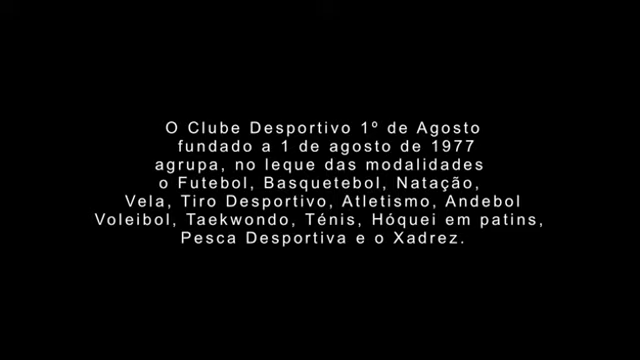 O Clube Desportivo 1º de Agosto
fundado a 1 de agosto de 1977
agrupa, no leque das modalidades
o Futebol, Basquetebol, Natação,
Vela, Tiro Desportivo, Atletismo, Andebol
Voleibol, Taekwondo, Ténis, Hóquei em patins,
Pesca Desportiva e o Xadrez.